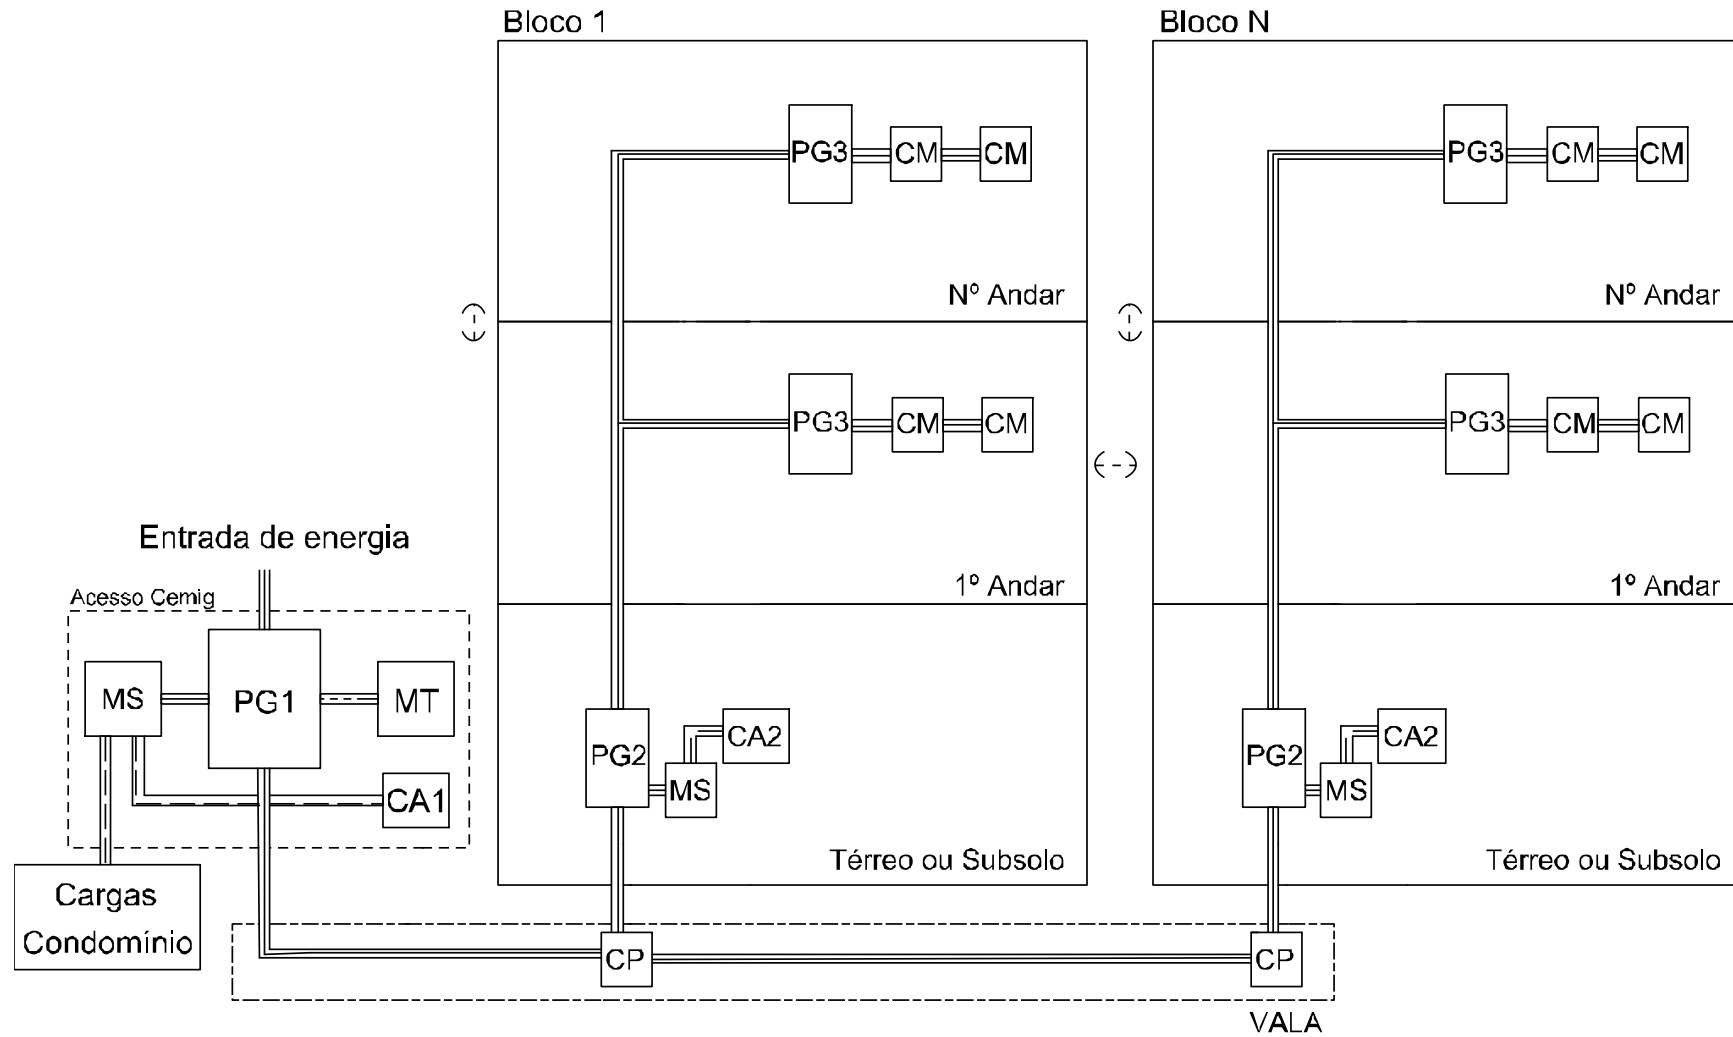 Bloco 1
Bloco N
PG3 CM CM
PG3 CM CM
Nº Andar
Nº Andar
PG3 CM CM
PG3 CM CM
Entrada de energia
1º Andar
1º Andar
Acesso Cemig
MS PG1 MT
CA1
PG2 CA2
MS
PG2 CA2
MS
Térreo ou Subsolo
Térreo ou Subsolo
Cargas
Condomínio
CP
CP
VALA